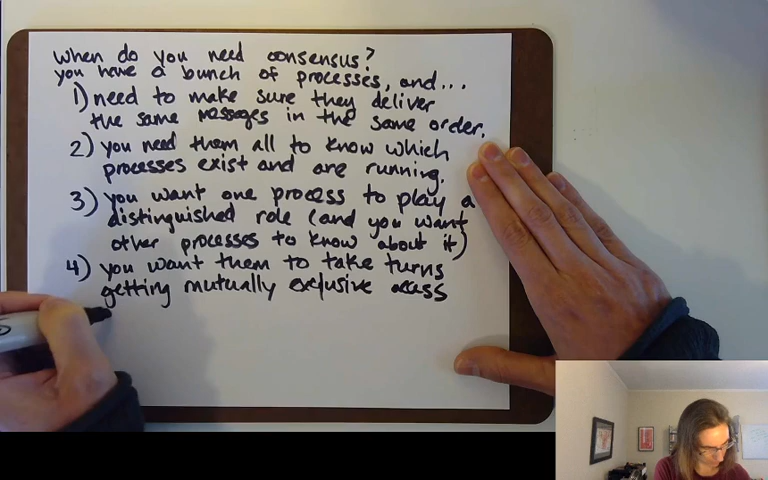 When do you need consensus?
you have a bunch of processes, and...
1) need to make sure they deliver
the same messages in the same order.
2) you need them all to know which
processes exist and are running.
3) you want one process to play a
distinguished role (and you want
other processes to know about it)
4) you want them to take turns
getting mutually exclusive access